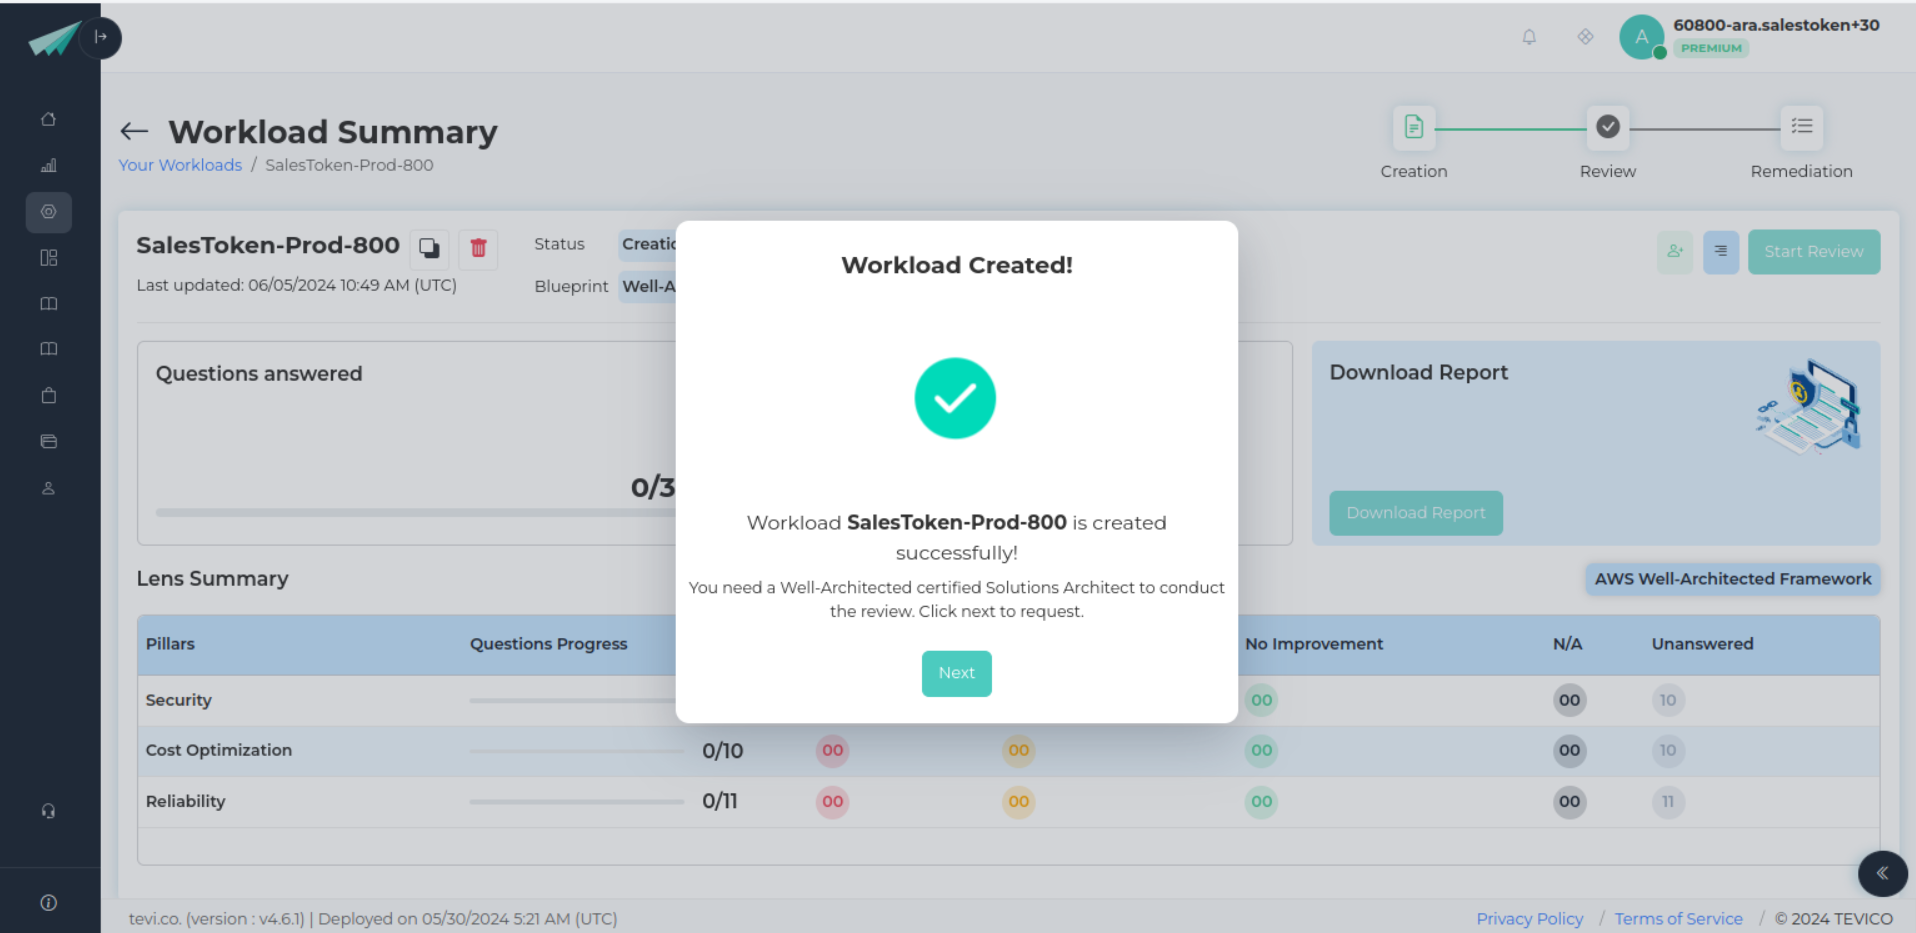 60800-ara.salestoken+30
A
PREMIUM
Workload Summary
Your Workloads / SalesToken-Prod-800
Creation
Review
Remediation
SalesToken-Prod-800
Last updated: 06/05/2024 10:49 AM (UTC)
Status
Blueprint Well-A
Start Review
Workload Created!
Questions answered
0/3
Workload SalesToken-Prod-800 is created
successfully!
You need a Well-Architected certified Solutions Architect to conduct
the review. Click next to request.
Next
Download Report
Download Report
Lens Summary
AWS Well-Architected Framework
Pillars Questions Progress No Improvement N/A Unanswered
Security 00 00 10
Cost Optimization 0/10 00 00 00 00 10
Reliability 0/11 00 00 00 00 11
tevi.co. (version : v4.6.1) | Deployed on 05/30/2024 5:21 AM (UTC)
Privacy Policy / Terms of Service / © 2024 TEVICO